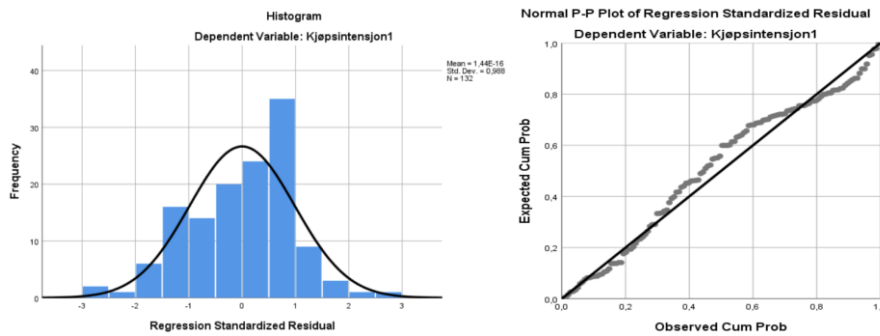 Histogram
Dependent Variable: Kjøpsintensjon1
Mean = 1,44E-16
Std. Dev. = 0,988
N = 132
Frequency
40
30
20
10
0
-3 -2 -1 0 1 2 3
Regression Standardized Residual
Normal P-P Plot of Regression Standardized Residual
Dependent Variable: Kjøpsintensjon1
Expected Cum Prob
1,0
0,8
0,6
0,4
0,2
0,0
0,0 0,2 0,4 0,6 0,8 1,
Observed Cum Prob